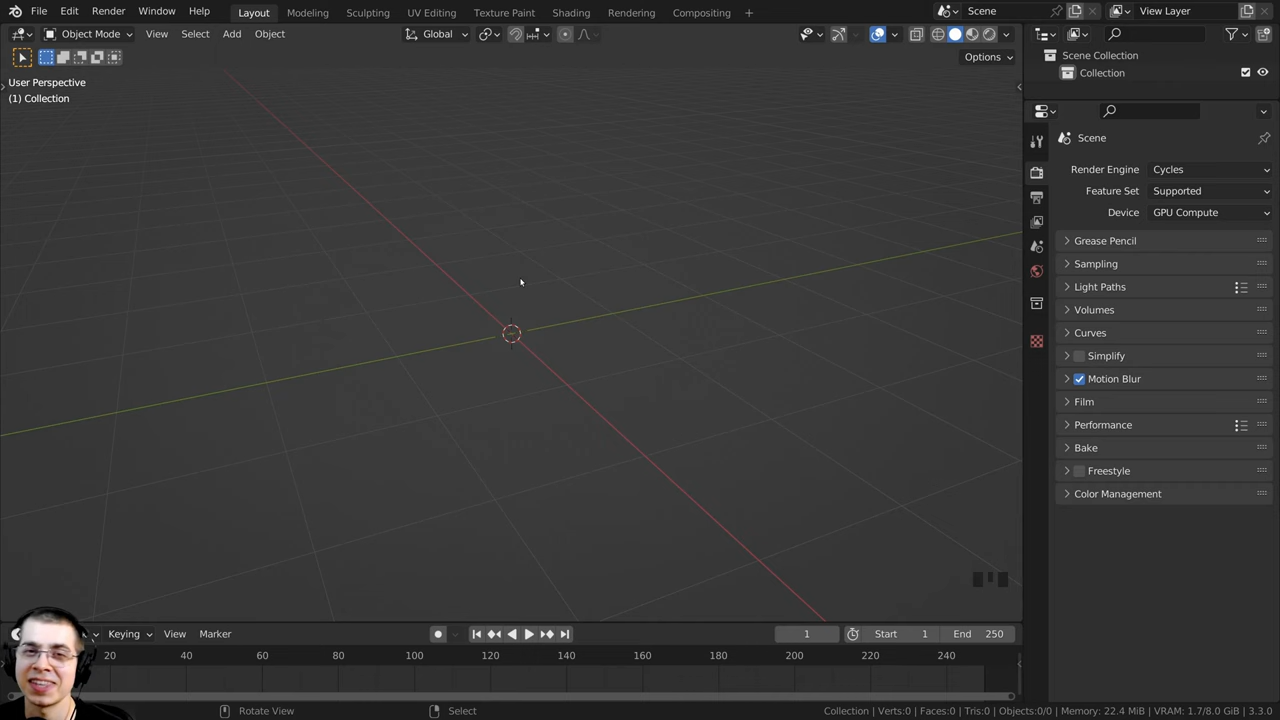 File Edit Render Window Help Layout Modeling Sculpting UV Editing Texture Paint Shading Rendering Compositing + Scene View Layer
Object Mode View Select Add Object Global
Options
User Perspective
(1) Collection
Scene Collection
Collection
Scene
Render Engine Cycles
Feature Set Supported
Device GPU Compute
Grease Pencil
Sampling
Light Paths
Volumes
Curves
Simplify
Motion Blur
Film
Performance
Bake
Freestyle
Color Management
Keying View Marker 1 Start 1 End 250
20 40 60 80 100 120 140 160 180 200 220 240
Rotate View Select Collection | Verts:0 | Faces:0 | Tris:0 | Objects:0/0 | Memory: 22.4 MiB | VRAM: 1.7/8.0 GiB | 3.3.0